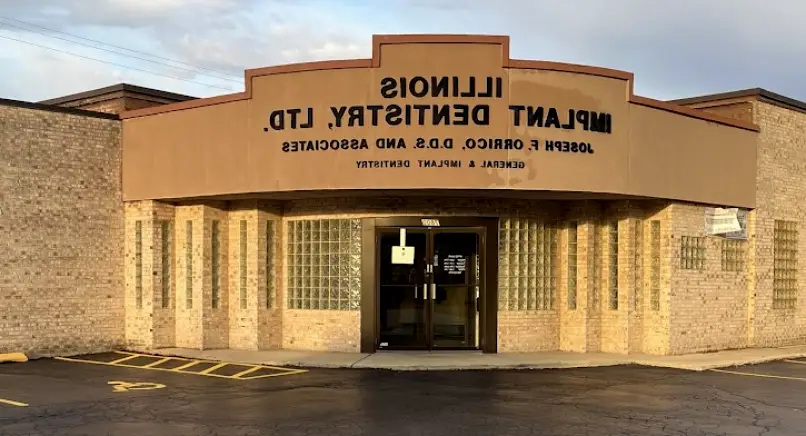 ILLINOIS
IMPLANT DENTISTRY, LTD.
JOSEPH F. ORRICO, D.D.S. AND ASSOCIATES
GENERAL & IMPLANT DENTISTRY